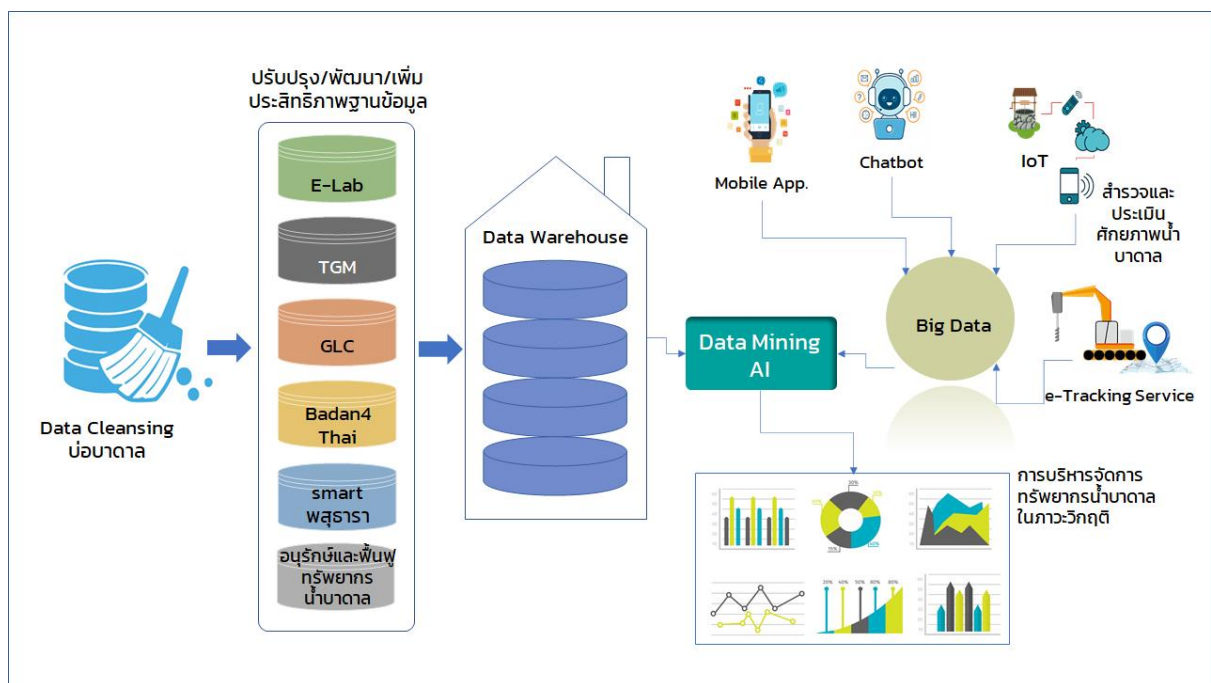 ปรับปรุง/พัฒนา/เพิ่ม
ประสิทธิภาพฐานข้อมูล
E-Lab
TGM
GLC
Badan4
Thai
smart
พสุธารา
อนุรักษ์และฟื้นฟู
ทรัพยากร
น้ำบาดาล
Data Cleansing
บ่อบาดาล
Data Warehouse
Data Mining
AI
Mobile App.
Chatbot
IoT
สำรวจและ
ประเมิน
ศักยภาพน้ำ
บาดาล
Big Data
e-Tracking Service
การบริหารจัดการ
ทรัพยากรน้ำบาดาล
ในภาวะวิกฤติ
20% 40% 50% 60% 80%